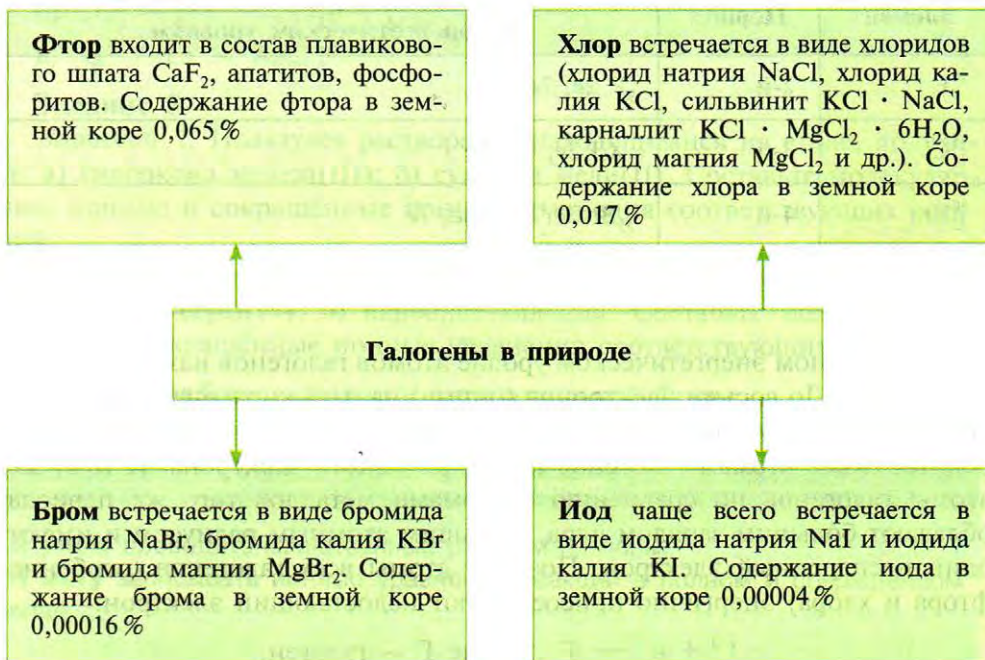 Фтор входит в состав плавиково-
го шпата CaF₂, апатитов, фосфо-
ритов. Содержание фтора в зем-
ной коре 0,065 %
Хлор встречается в виде хлоридов
(хлорид натрия NaCl, хлорид ка-
лия KCl, сильвинит KCl · NaCl,
карналлит KCl · MgCl₂ · 6H₂O,
хлорид магния MgCl₂ и др.). Со-
держание хлора в земной коре
0,017 %
Галогены в природе
Бром встречается в виде бромида
натрия NaBr, бромида калия KBr
и бромида магния MgBr₂. Содер-
жание брома в земной коре
0,00016 %
Иод чаще всего встречается в
виде иодида натрия NaI и иодида
калия KI. Содержание иода в
земной коре 0,00004 %